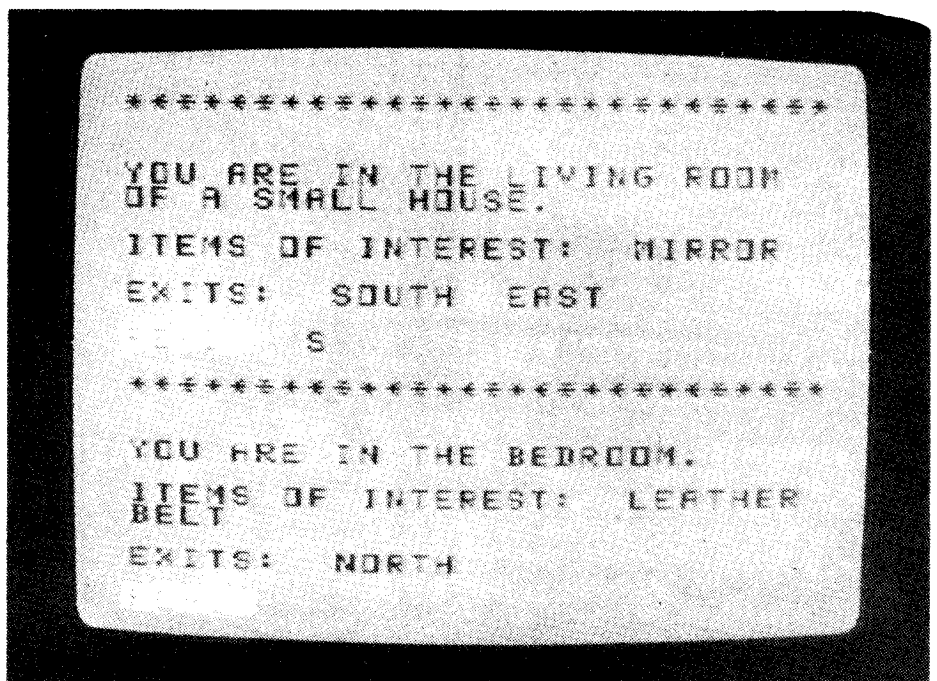 ****************************
YOU ARE IN THE LIVING ROOM
OF A SMALL HOUSE.
ITEMS OF INTEREST: MIRROR
EXITS: SOUTH EAST
S
****************************
YOU ARE IN THE BEDROOM.
ITEMS OF INTEREST: LEATHER
BELT
EXITS: NORTH